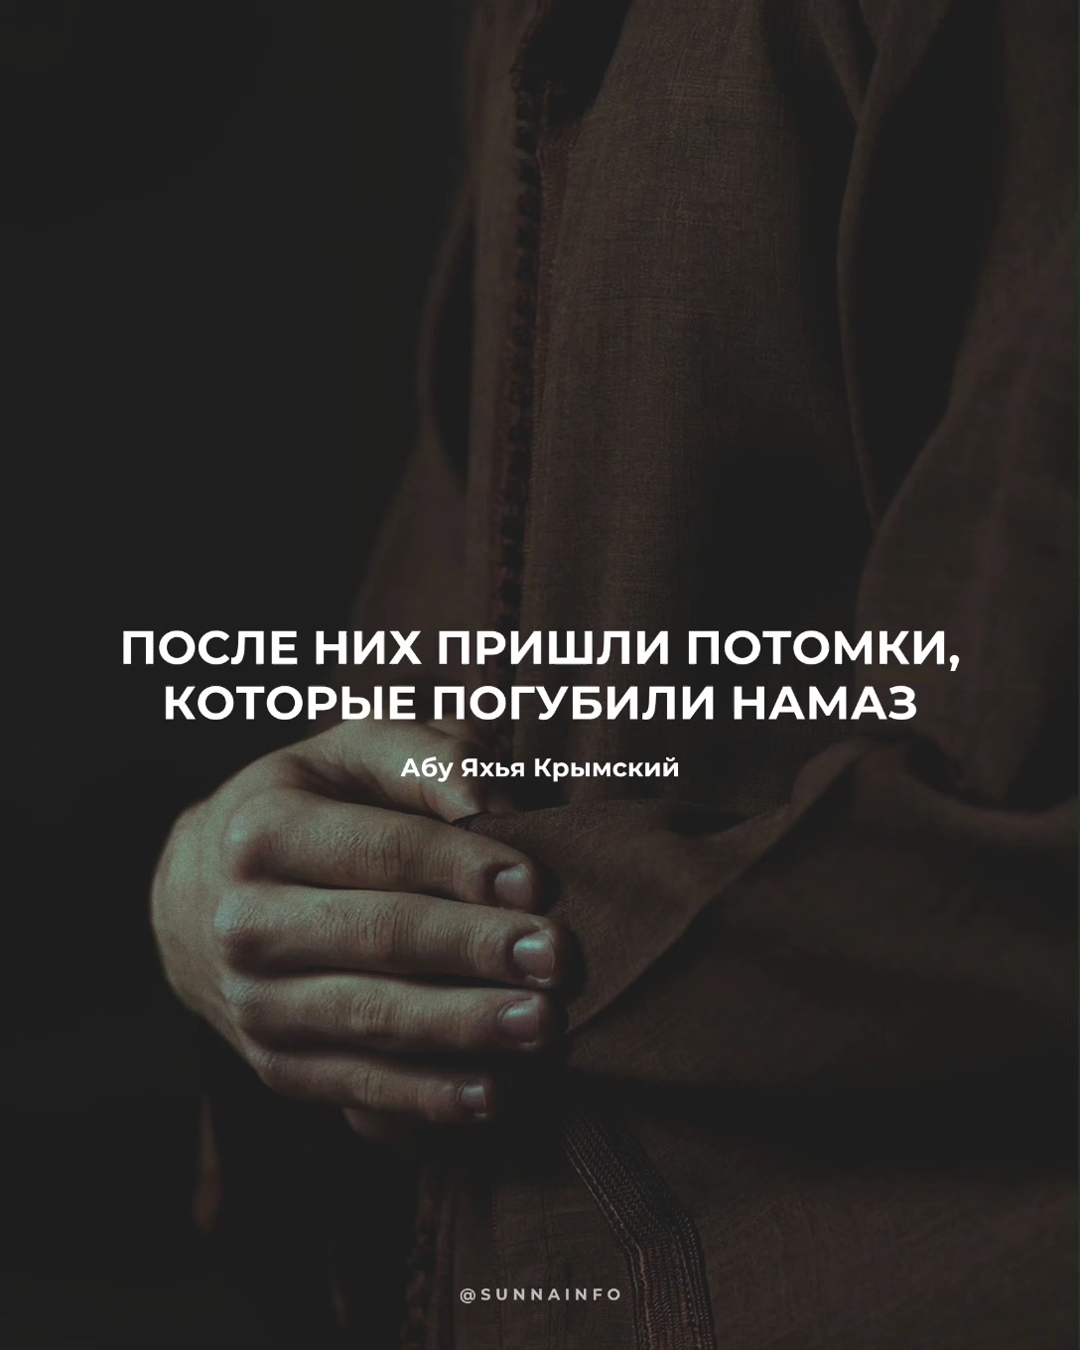 ПОСЛЕ НИХ ПРИШЛИ ПОТОМКИ,
КОТОРЫЕ ПОГУБИЛИ НАМАЗ
Абу Яхья Крымский
@SUNNAINFO